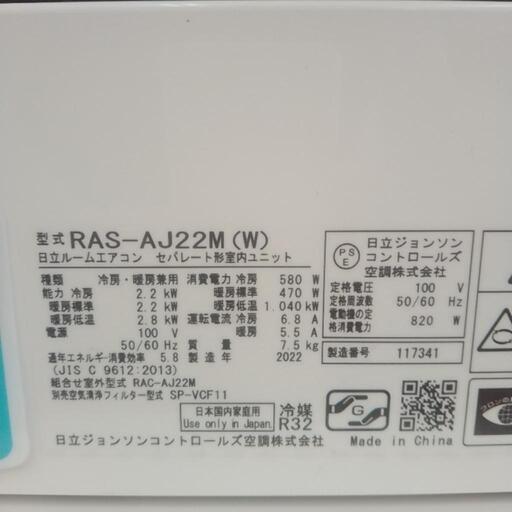 型式 RAS-AJ22M(W)
日立ルームエアコン セパレート形室内ユニット
種類 冷房・暖房兼用
能力 冷房 2.2 kW
暖房標準 2.2 kW
暖房低温 2.8 kW
電源 100 V
50/60 Hz
消費電力 冷房 580 W
暖房標準 470 W
暖房低温 1.040 kW
運転電流 冷房 6.8 A
暖房 5.5 A
質量 7.5 kg
通年エネルギー消費効率 5.8 製造年 2022
(JIS C 9612:2013)
組合せ室外型式 RAC-AJ22M
別売空気清浄フィルター型式 SP-VCF11
日本国内家庭用
Use only in Japan.
冷媒
R32
日立ジョンソンコントロールズ空調株式会社
PSE
日立ジョンソン
コントロールズ
空調株式会社
定格電圧 100 V
定格周波数 50/60 Hz
電動機の定
格消費電力 820 W
製造番号 117341
G
Made in China